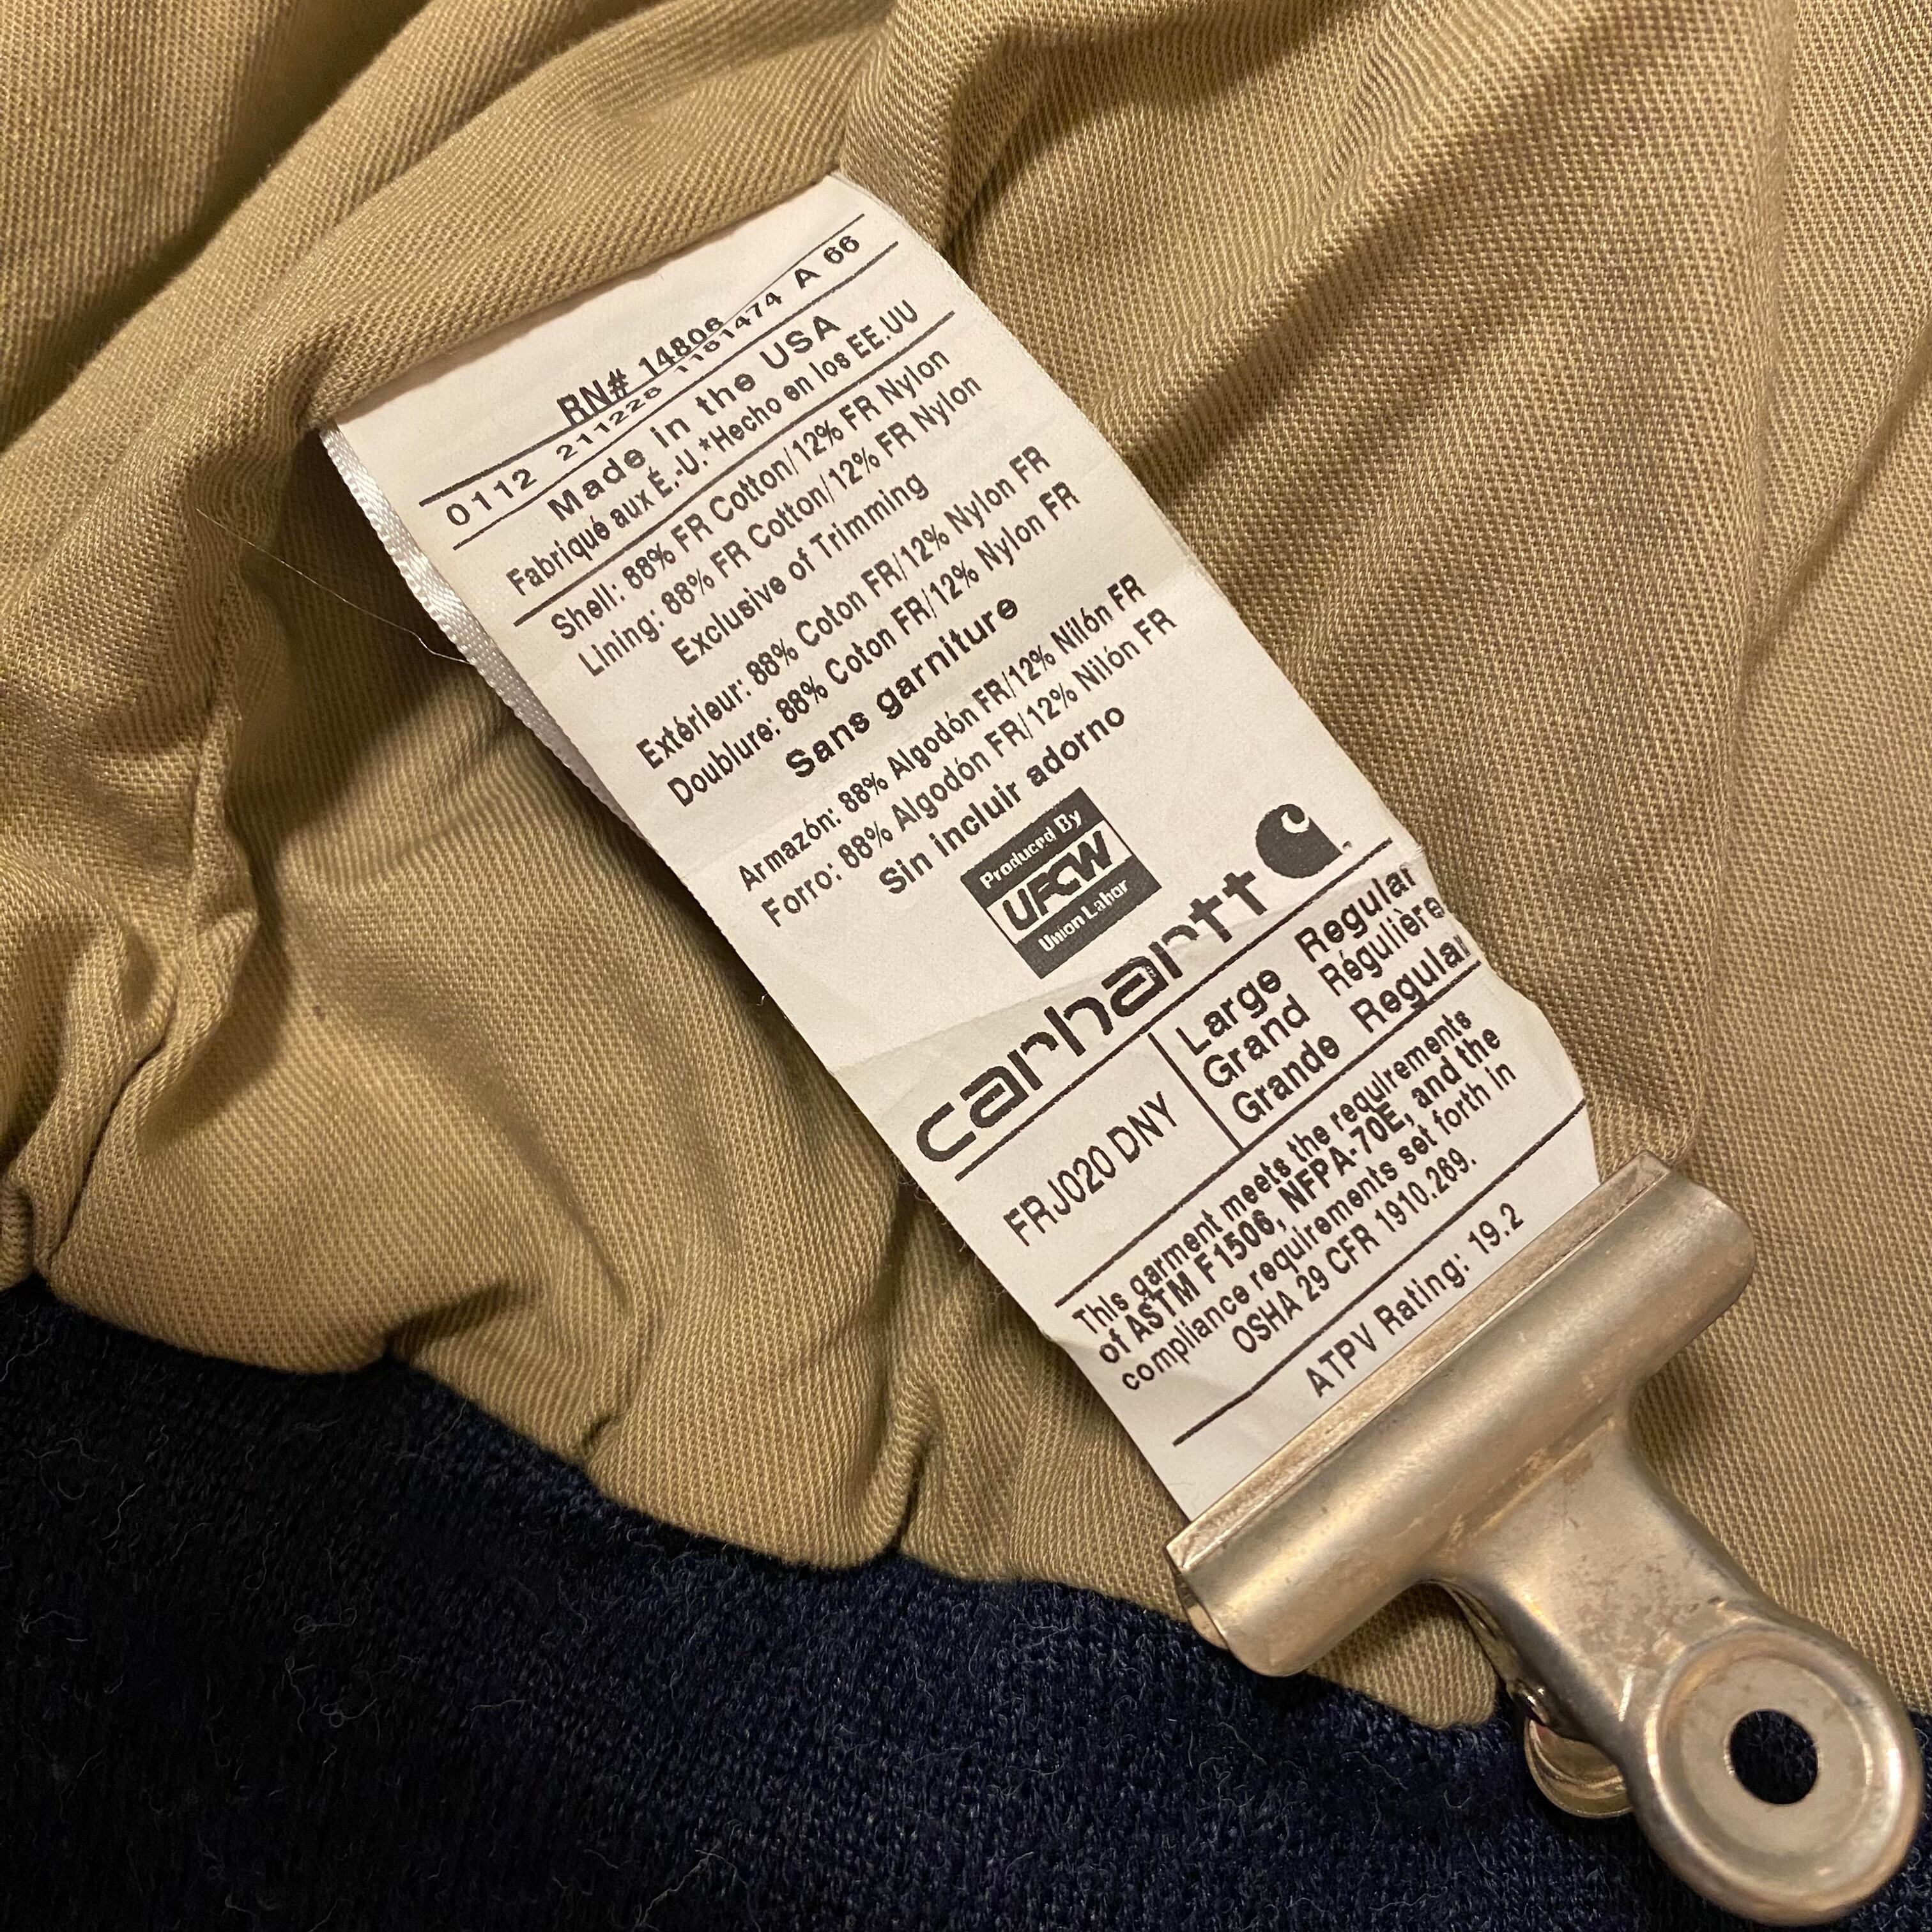 RN# 14806
0112 211228 1161474 A 66
Made in the USA
Fabriqué aux É.-U.*Hecho en los EE.UU
Shell: 88% FR Cotton/12% FR Nylon
Lining: 88% FR Cotton/12% FR Nylon
Exclusive of Trimming
Extérieur: 88% Coton FR/12% Nylon FR
Doublure: 88% Coton FR/12% Nylon FR
Sans garniture
Armazón: 88% Algodón FR/12% Nilón FR
Forro: 88% Algodón FR/12% Nilón FR
Sin incluir adorno
Produced By
UFCW
Union Labor
carhartt
FRJ020 DNY
Large Regular
Grand Régulière
Grande Regular
This garment meets the requirements
of ASTM F1506, NFPA-70E, and the
compliance requirements set forth in
OSHA 29 CFR 1910.269.
ATPV Rating: 19.2